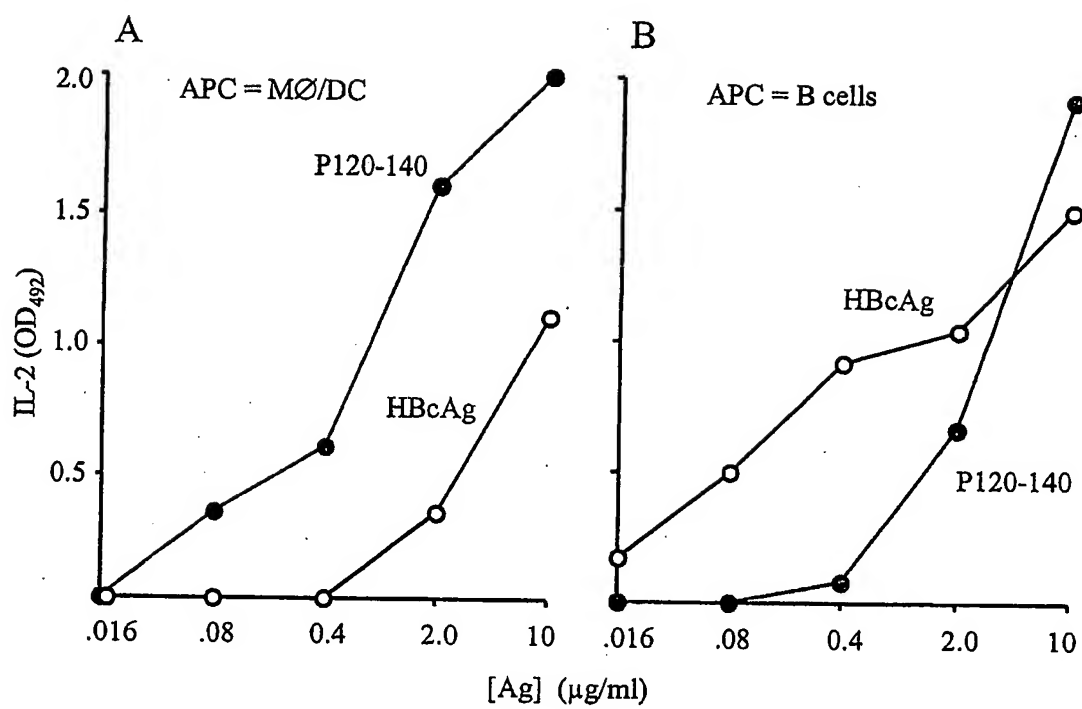 A
B
APC = MØ/DC
APC = B cells
P120-140
HBcAg
HBcAg
P120-140
IL-2 (OD492)
2.0
1.5
1.0
0.5
.016 .08 0.4 2.0 10
.016 .08 0.4 2.0 10
[Ag] (µg/ml)